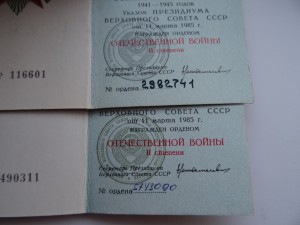 1941–1945 годов
Указом ПРЕЗИДИУМА
ВЕРХОВНОГО СОВЕТА СССР
от 11 марта 1985 г.
НАГРАЖДЕН ОРДЕНОМ
ОТЕЧЕСТВЕННОЙ ВОЙНЫ
II степени
Секретарь Президиума
Верховного Совета СССР
№ ордена 2982741
116601
ВЕРХОВНОГО СОВЕТА СССР
от 11 марта 1985 г.
НАГРАЖДЕН ОРДЕНОМ
ОТЕЧЕСТВЕННОЙ ВОЙНЫ
II степени
Секретарь Президиума
Верховного Совета СССР
№ ордена
490311